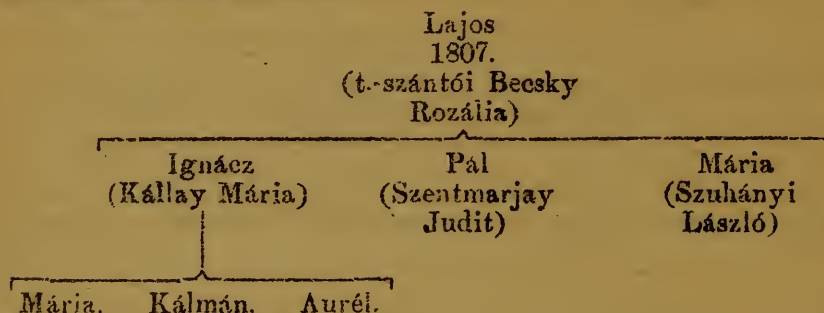 Lajos
1807.
(t.-szántói Becsky
Rozália)
Ignácz Pál Mária
(Kállay Mária) (Szentmarjay (Szuhányi
Judit) László)
Mária. Kálmán. Aurél.